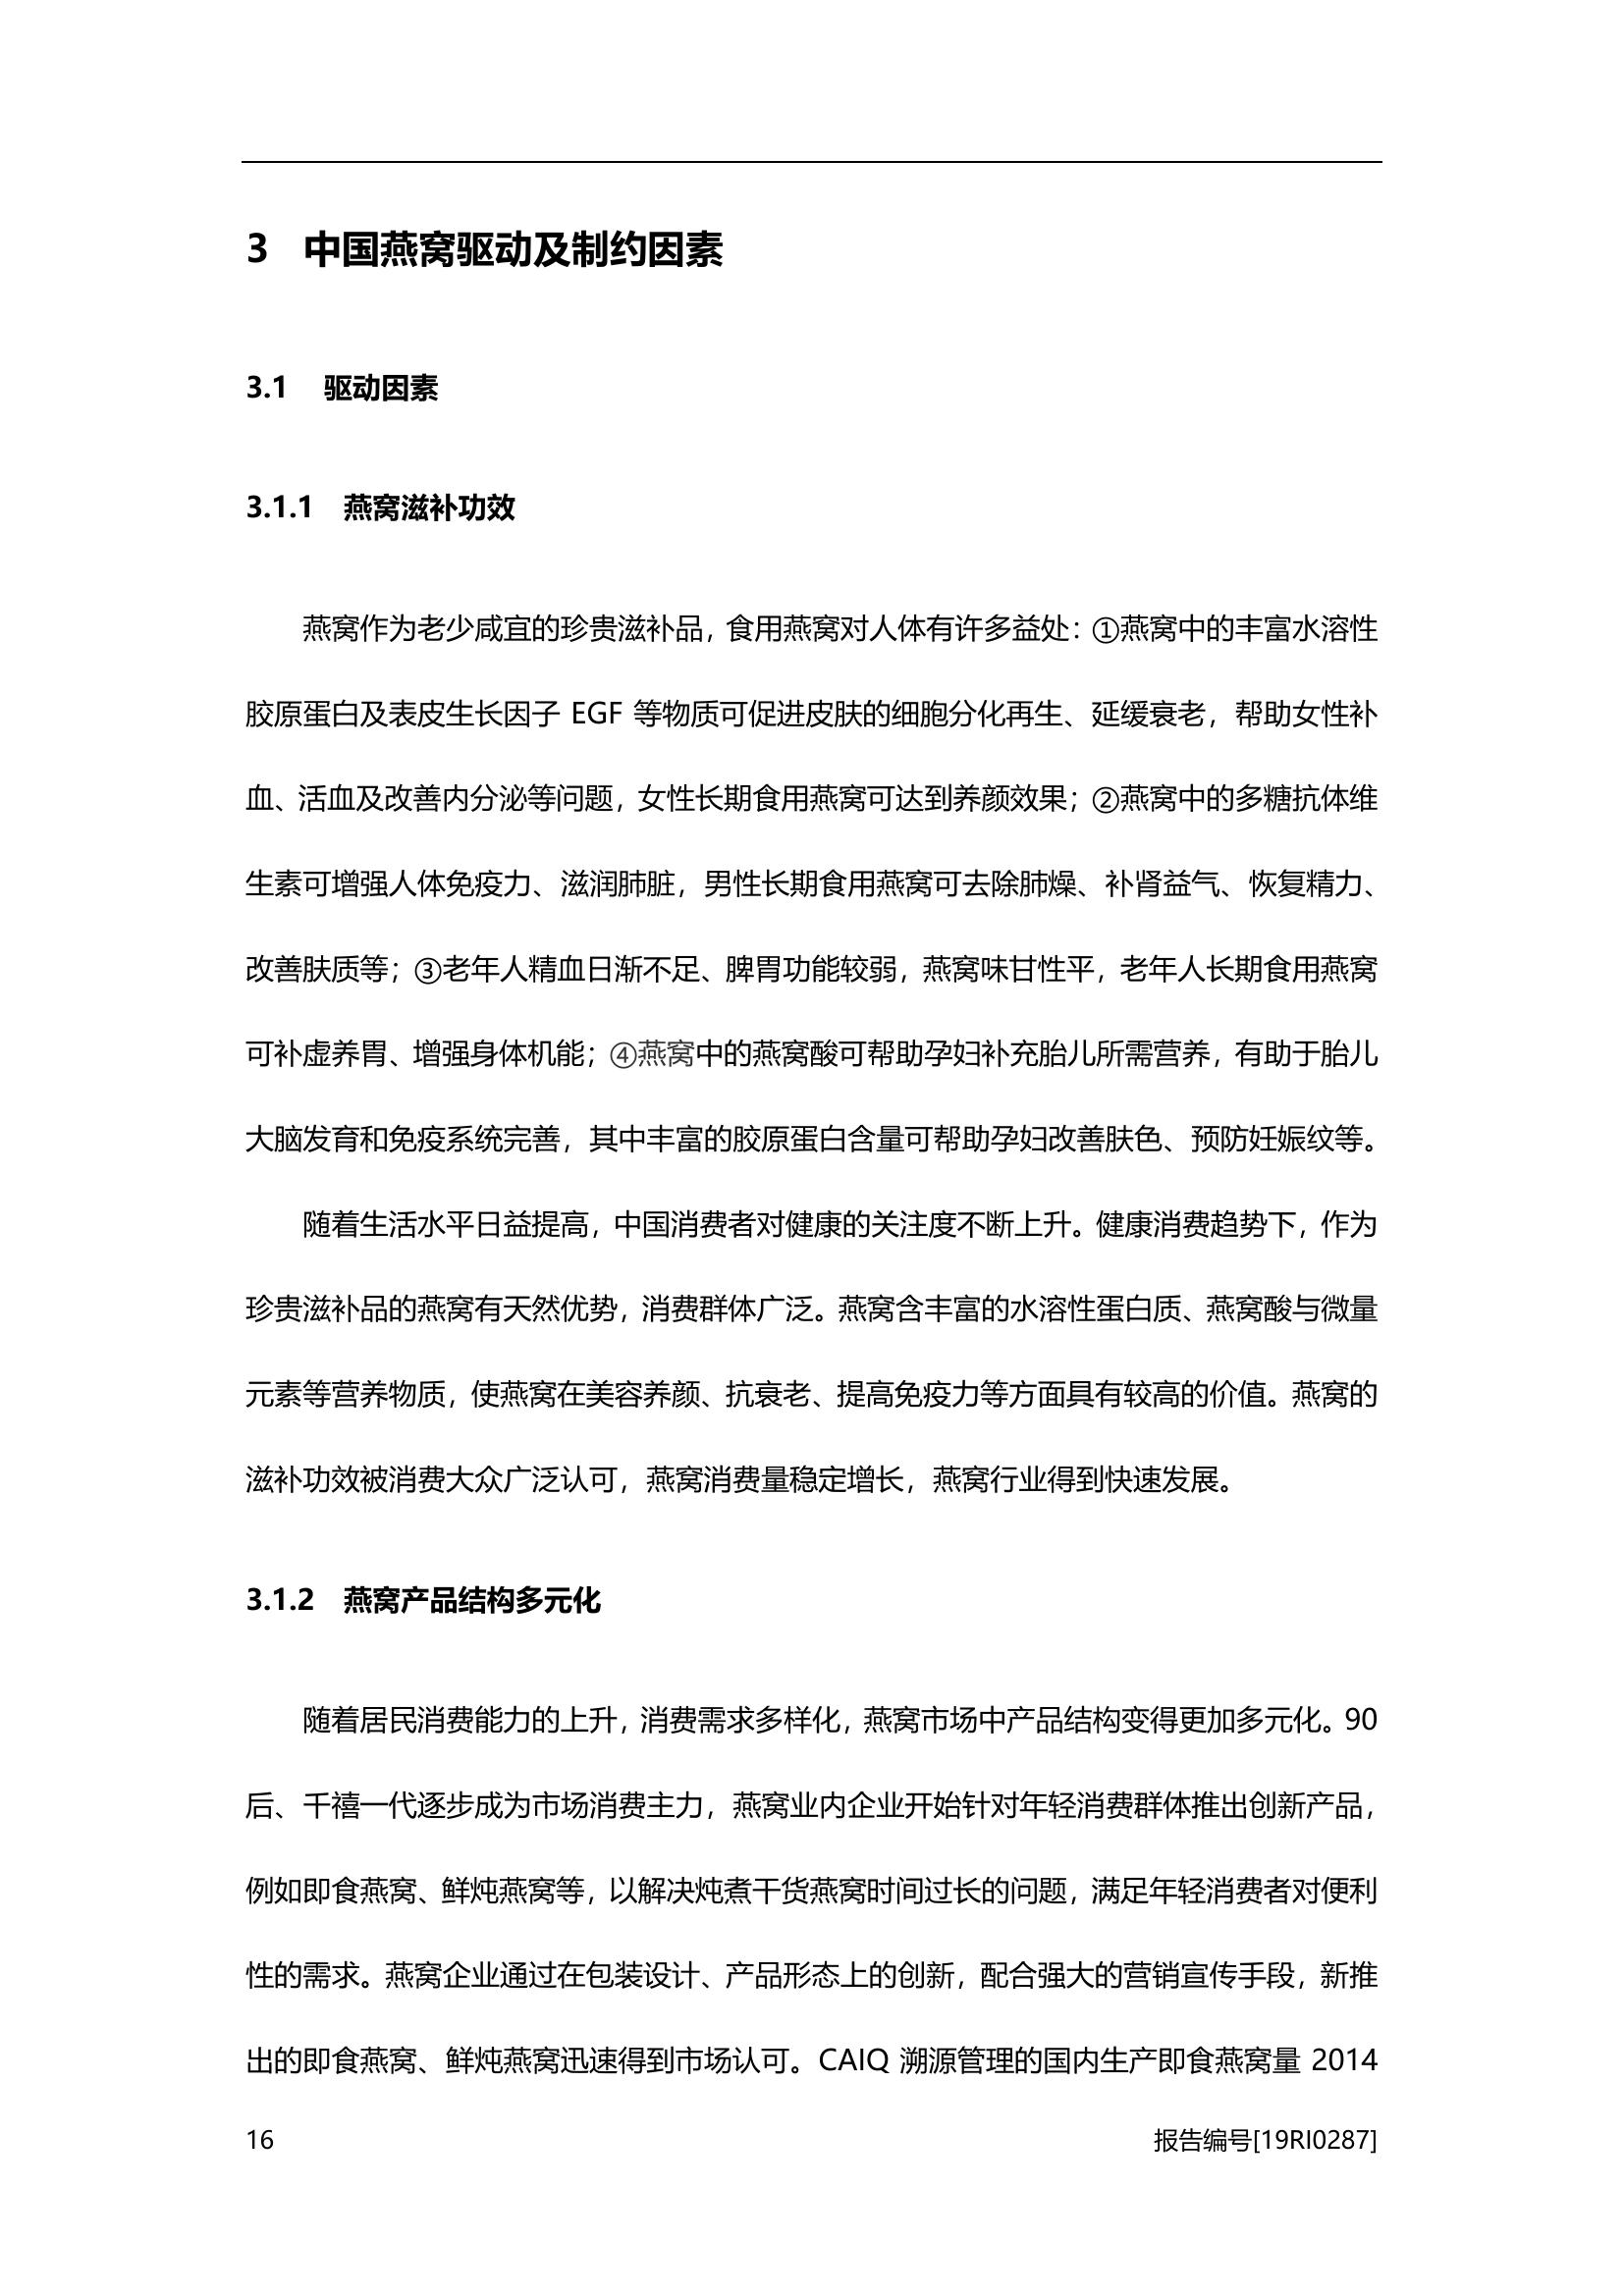 3 中国燕窝驱动及制约因素
3.1 驱动因素
3.1.1 燕窝滋补功效
燕窝作为老少咸宜的珍贵滋补品，食用燕窝对人体有许多益处：①燕窝中的丰富水溶性
胶原蛋白及表皮生长因子 EGF 等物质可促进皮肤的细胞分化再生、延缓衰老，帮助女性补
血、活血及改善内分泌等问题，女性长期食用燕窝可达到养颜效果；②燕窝中的多糖抗体维
生素可增强人体免疫力、滋润肺脏，男性长期食用燕窝可去除肺燥、补肾益气、恢复精力、
改善肤质等；③老年人精血日渐不足、脾胃功能较弱，燕窝味甘性平，老年人长期食用燕窝
可补虚养胃、增强身体机能；④燕窝中的燕窝酸可帮助孕妇补充胎儿所需营养，有助于胎儿
大脑发育和免疫系统完善，其中丰富的胶原蛋白含量可帮助孕妇改善肤色、预防妊娠纹等。
随着生活水平日益提高，中国消费者对健康的关注度不断上升。健康消费趋势下，作为
珍贵滋补品的燕窝有天然优势，消费群体广泛。燕窝含丰富的水溶性蛋白质、燕窝酸与微量
元素等营养物质，使燕窝在美容养颜、抗衰老、提高免疫力等方面具有较高的价值。燕窝的
滋补功效被消费大众广泛认可，燕窝消费量稳定增长，燕窝行业得到快速发展。
3.1.2 燕窝产品结构多元化
随着居民消费能力的上升，消费需求多样化，燕窝市场中产品结构变得更加多元化。90
后、千禧一代逐步成为市场消费主力，燕窝业内企业开始针对年轻消费群体推出创新产品，
例如即食燕窝、鲜炖燕窝等，以解决炖煮干货燕窝时间过长的问题，满足年轻消费者对便利
性的需求。燕窝企业通过在包装设计、产品形态上的创新，配合强大的营销宣传手段，新推
出的即食燕窝、鲜炖燕窝迅速得到市场认可。CAIQ 溯源管理的国内生产即食燕窝量 2014
16 报告编号[19RI0287]